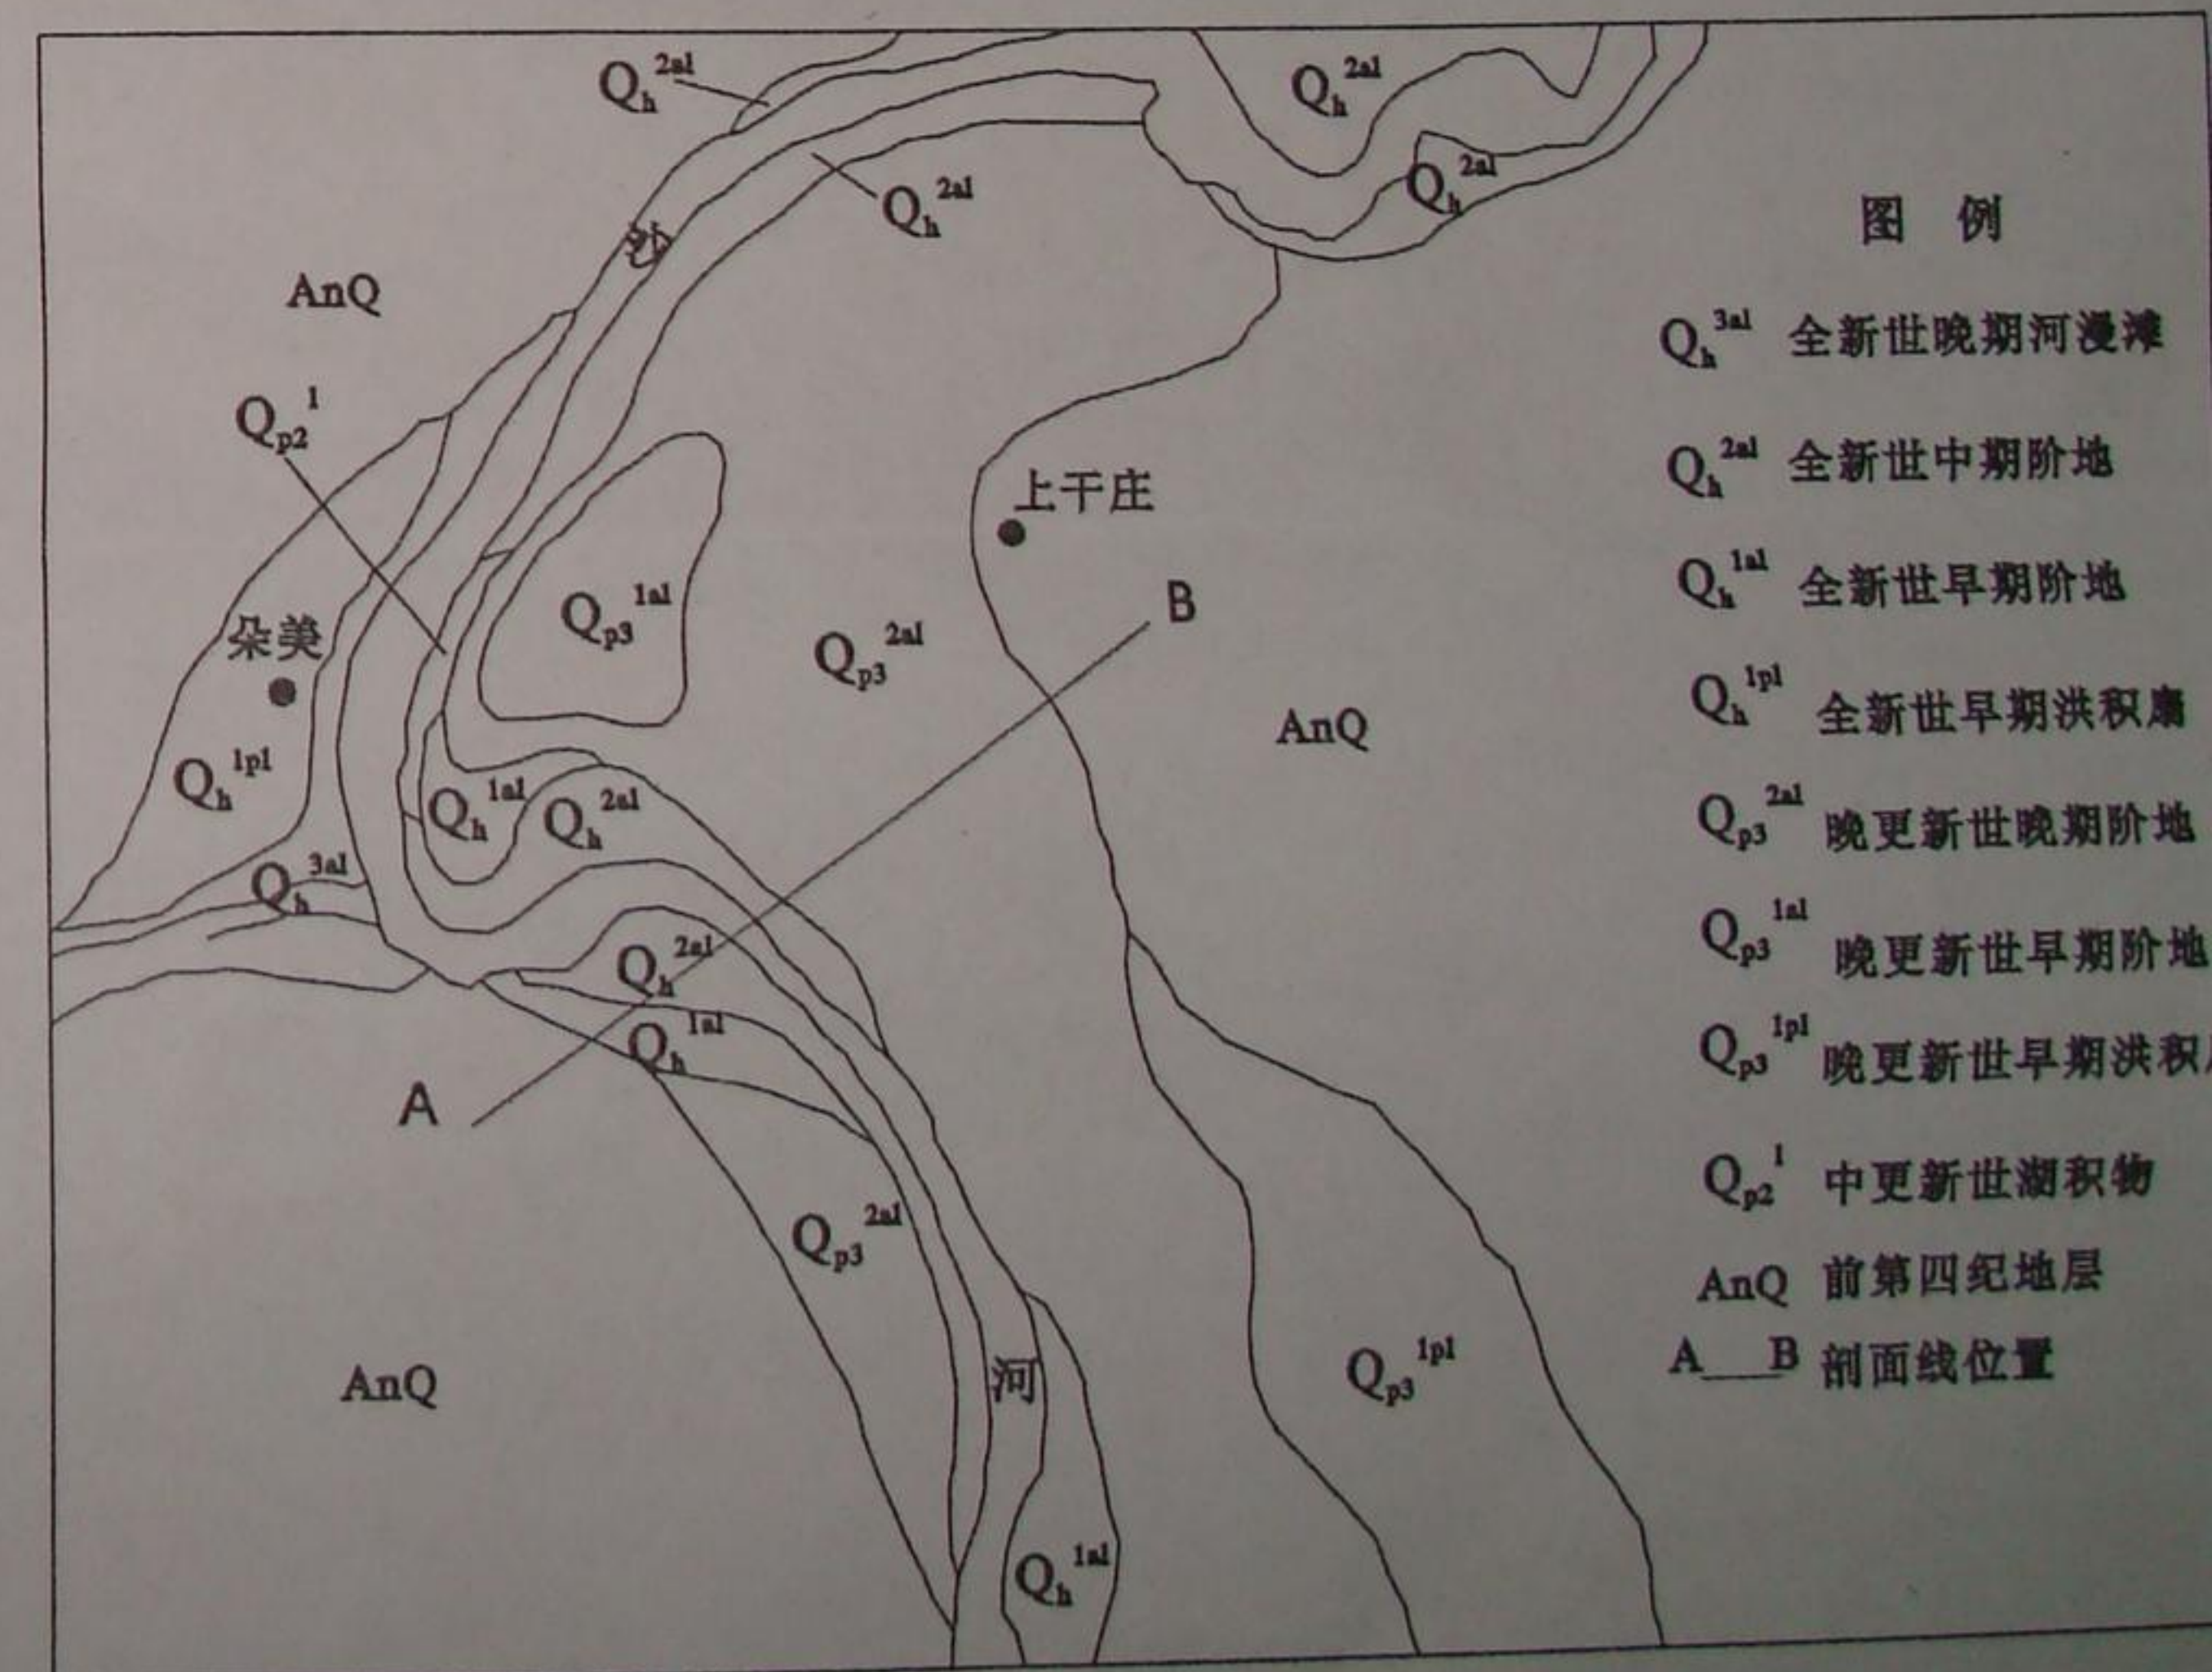 Qh2al
Qh2al
Qh2al
Qh2al
沙
AnQ
Qp2l
上干庄
B
Qp31al
Qp32al
朵美
AnQ
Qh1pl
Qh1al
Qh2al
Qh3al
Qh2al
Qh1al
A
Qp32al
AnQ
河
Qp31pl
Qh1al
图 例
Qh3al 全新世晚期河漫滩
Qh2al 全新世中期阶地
Qh1al 全新世早期阶地
Qh1pl 全新世早期洪积扇
Qp32al 晚更新世晚期阶地
Qp31al 晚更新世早期阶地
Qp31pl 晚更新世早期洪积
Qp2l 中更新世湖积物
AnQ 前第四纪地层
A__B 剖面线位置